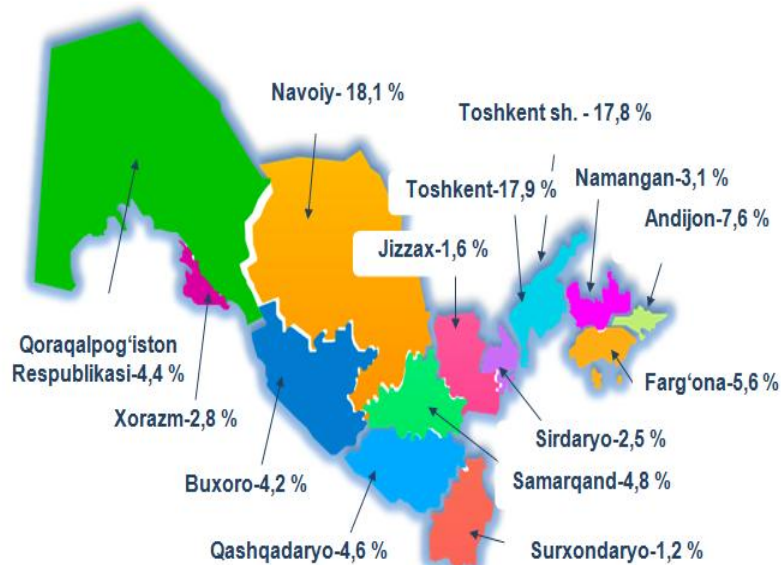 Navoiy- 18,1 %
Toshkent sh. - 17,8 %
Toshkent-17,9 %
Namangan-3,1 %
Andijon-7,6 %
Jizzax-1,6 %
Qoraqalpog‘iston
Respublikasi-4,4 %
Farg‘ona-5,6 %
Xorazm-2,8 %
Sirdaryo-2,5 %
Buxoro-4,2 %
Samarqand-4,8 %
Qashqadaryo-4,6 %
Surxondaryo-1,2 %